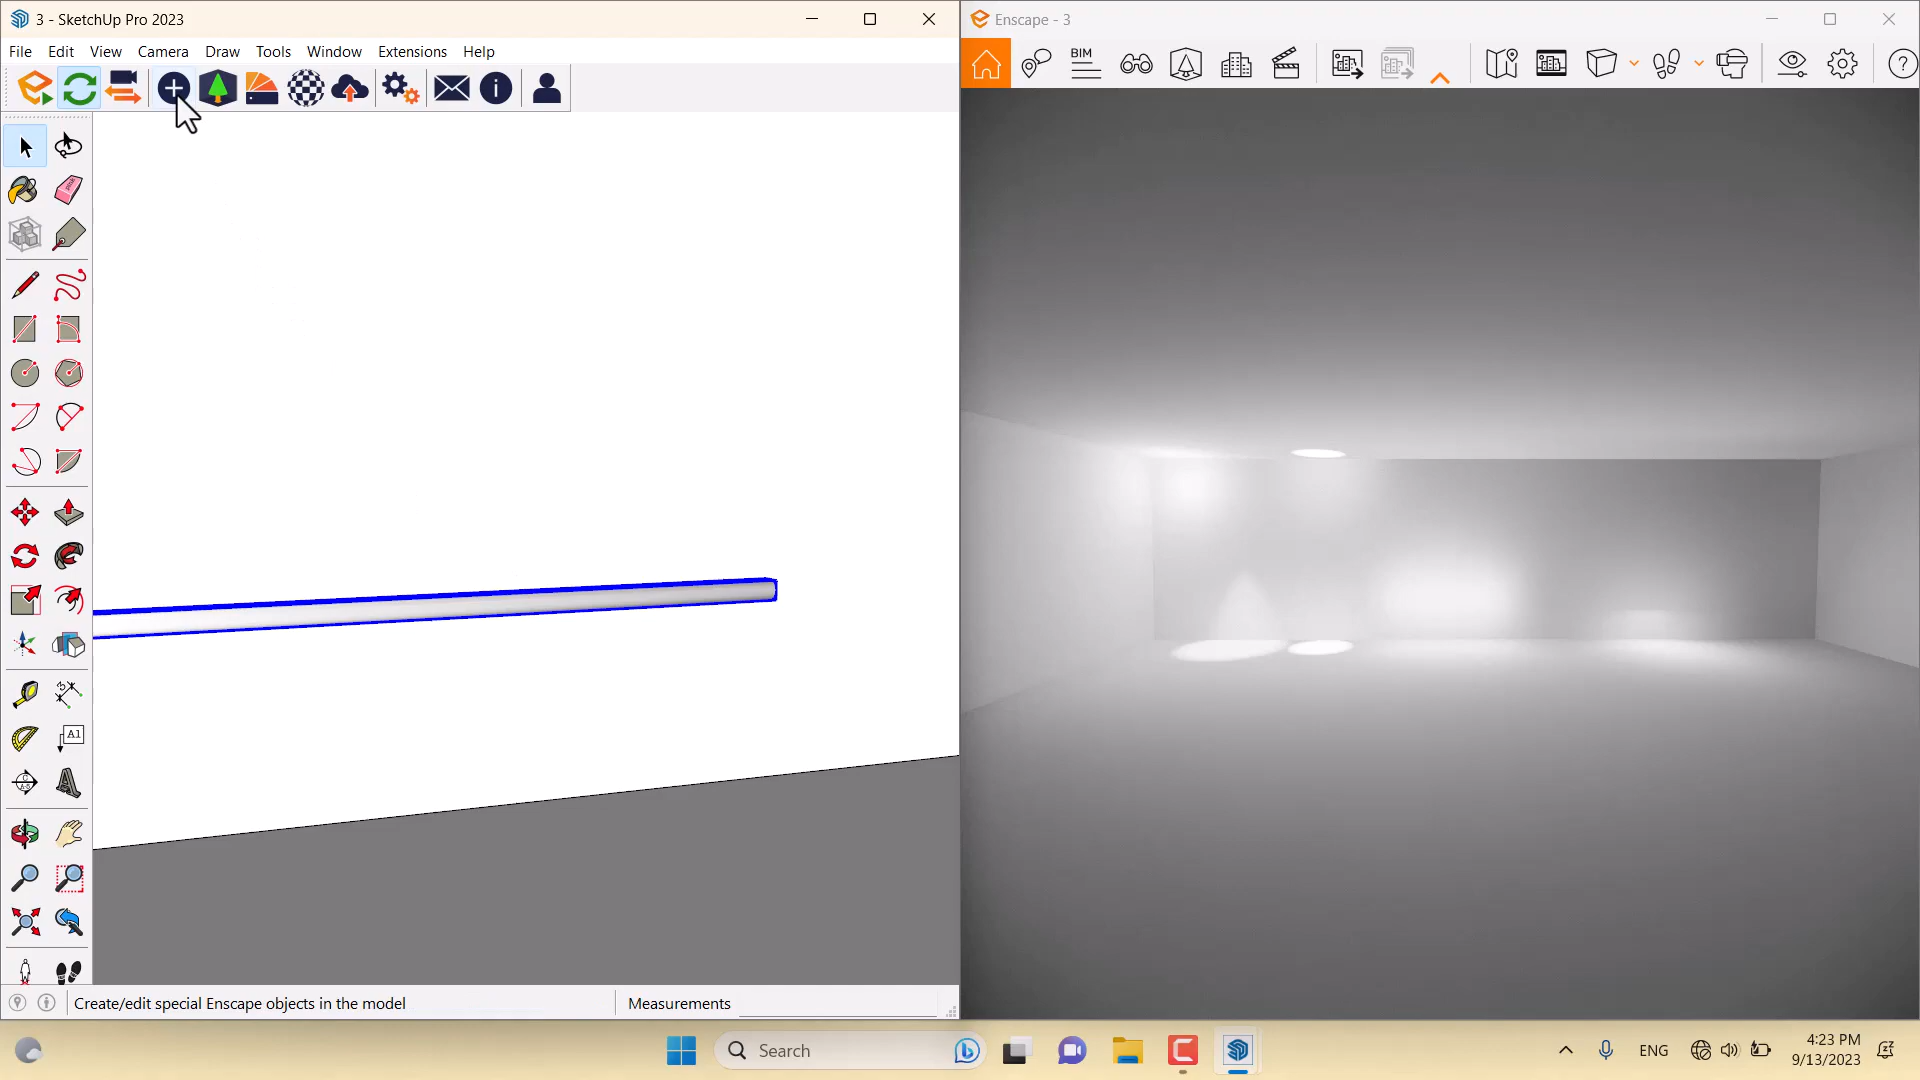 3 - SketchUp Pro 2023
Enscape - 3
File Edit View Camera Draw Tools Window Extensions Help
BIM
A1
Create/edit special Enscape objects in the model
Measurements
Search
ENG
4:23 PM
9/13/2023